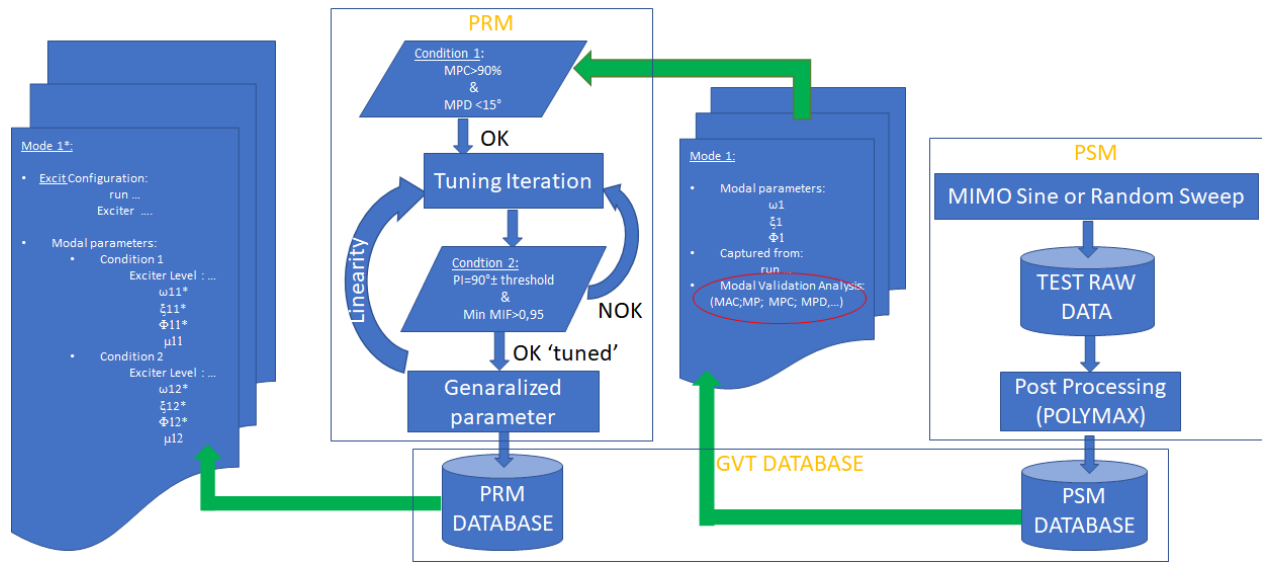 Mode 1*:
• Excit Configuration:
run ...
Exciter ....
• Modal parameters:
• Condition 1
Exciter Level : ...
ω11*
ξ11*
Φ11*
μ11
• Condition 2
Exciter Level : ...
ω12*
ξ12*
Φ12*
μ12
PRM
Condition 1:
MPC>90%
&
MPD <15°
OK
Tuning Iteration
Linearity
Condtion 2:
PI=90°± threshold
&
Min MIF>0,95
NOK
OK 'tuned'
Genaralized
parameter
PRM
DATABASE
GVT DATABASE
Mode 1:
• Modal parameters:
ω1
ξ1
Φ1
• Captured from:
run ...
• Modal Validation Analysis:
(MAC;MP; MPC; MPD,...)
PSM
MIMO Sine or Random Sweep
TEST RAW
DATA
Post Processing
(POLYMAX)
PSM
DATABASE